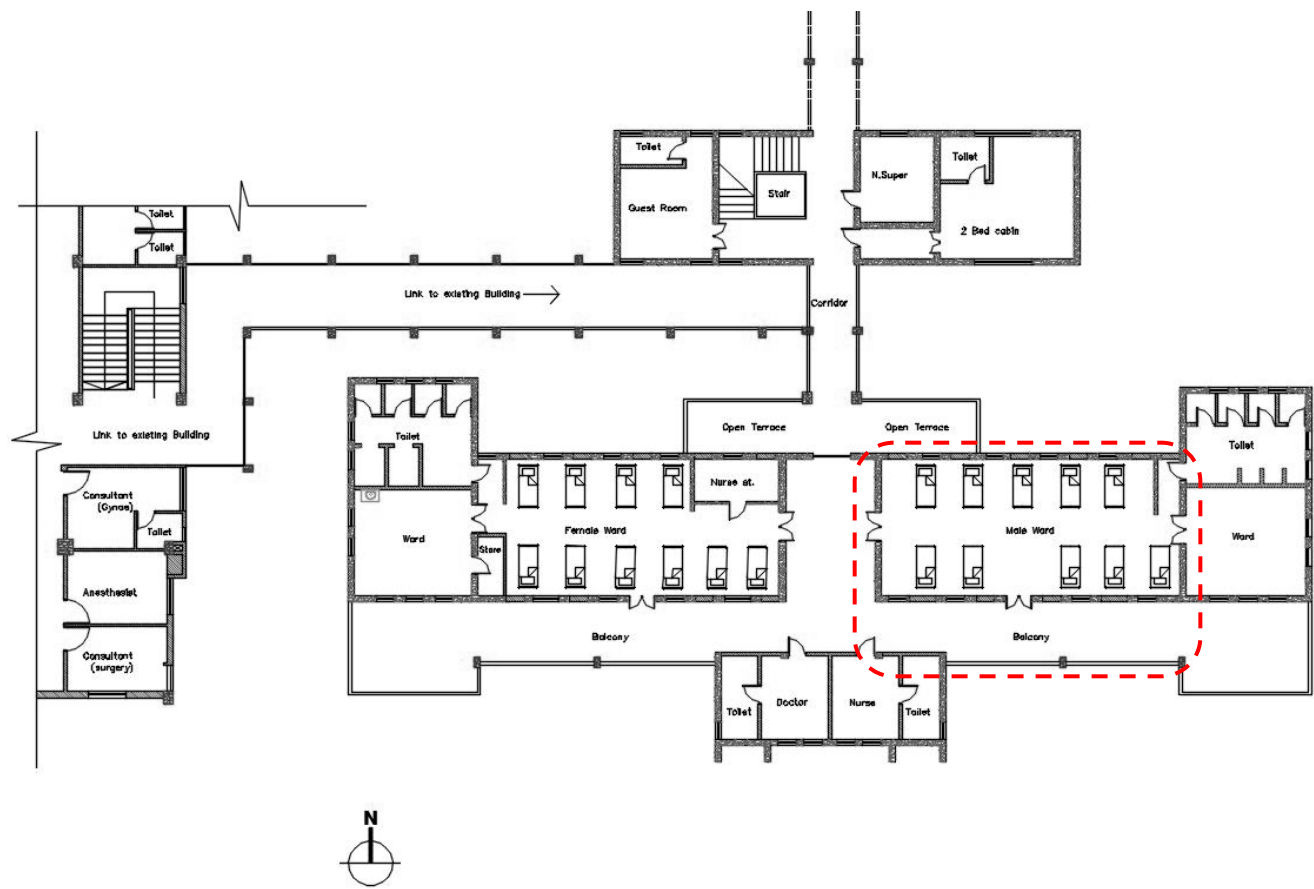 Toilet
Stair
N.Super
Toilet
Guest Room
2 Bed cabin
Toilet
Toilet
Link to existing Building
Corridor
Link to existing Building
Toilet
Open Terrace
Open Terrace
Toilet
Consultant
(Gynae)
Toilet
Nurse st.
Ward
Female Ward
Male Ward
Ward
Store
Anesthesist
Balcony
Balcony
Consultant
(surgery)
Toilet
Doctor
Nurse
Toilet
N